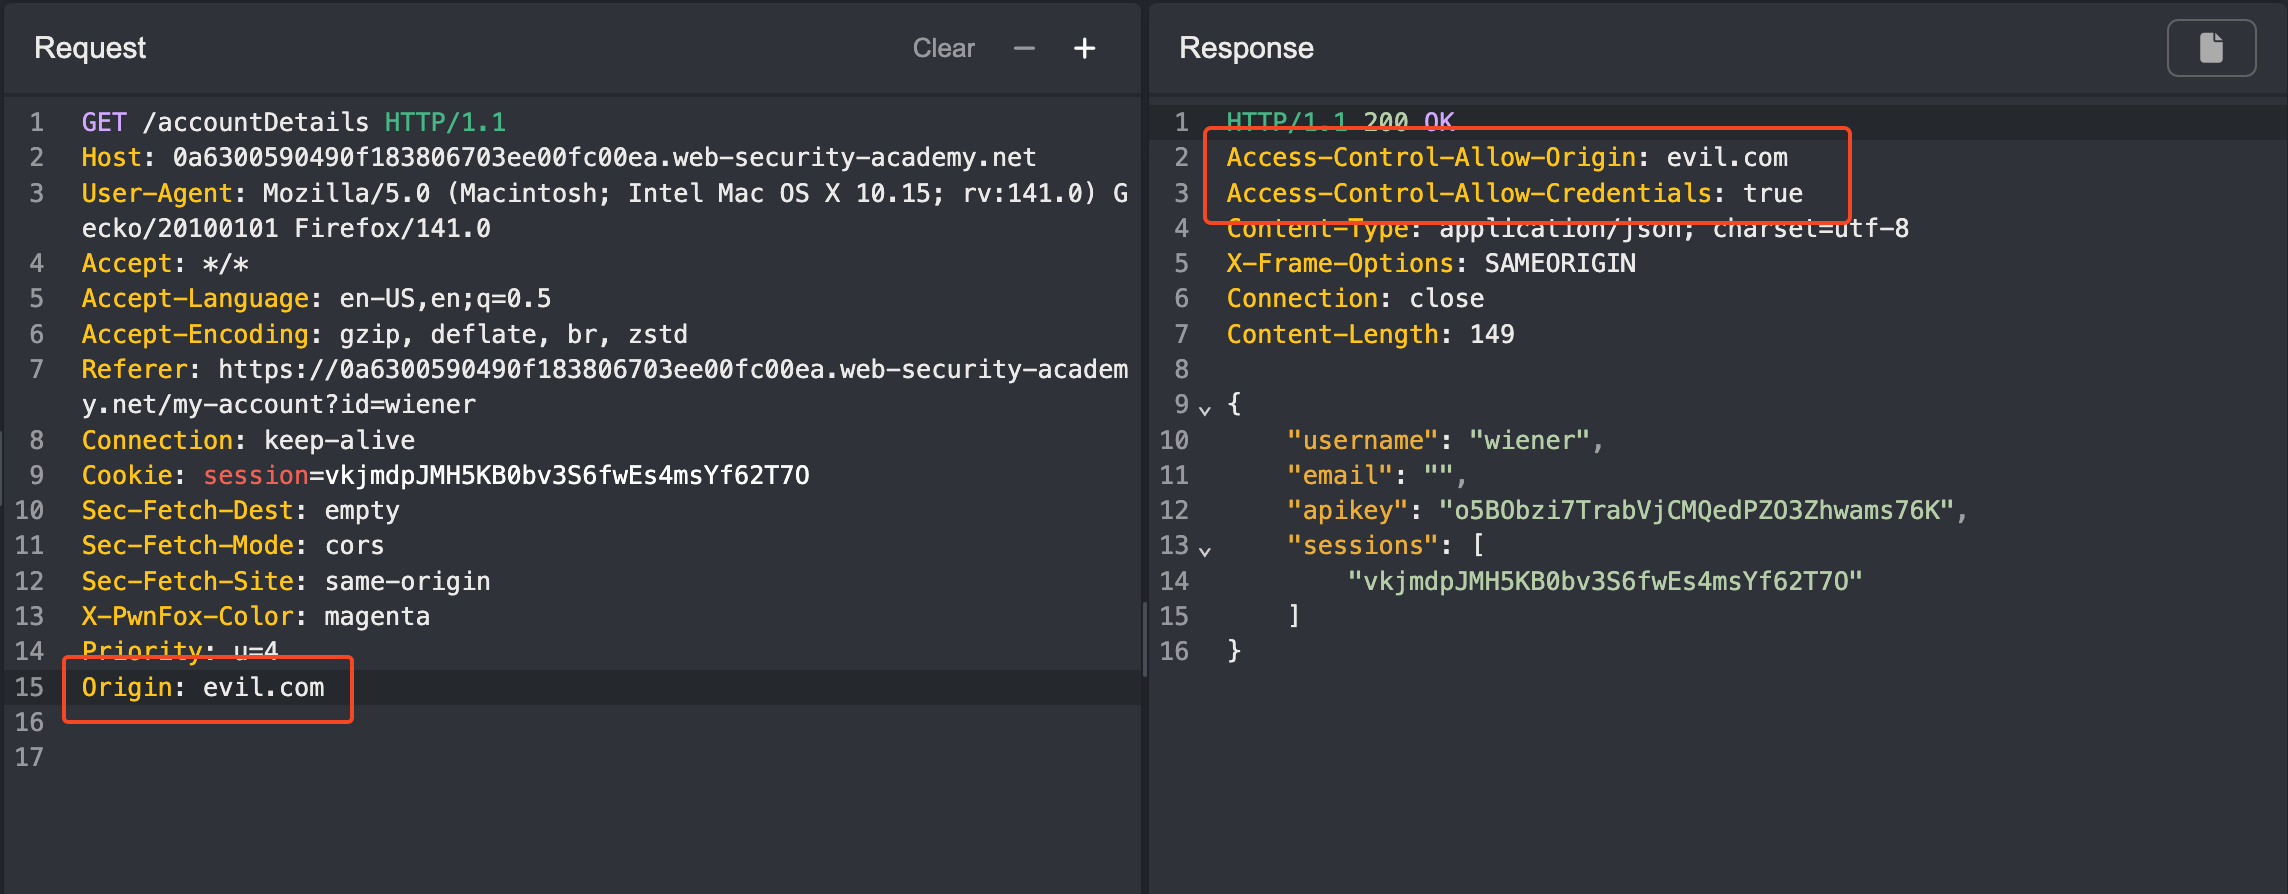 Request
Clear
1 GET /accountDetails HTTP/1.1
2 Host: 0a6300590490f183806703ee00fc00ea.web-security-academy.net
3 User-Agent: Mozilla/5.0 (Macintosh; Intel Mac OS X 10.15; rv:141.0) G
ecko/20100101 Firefox/141.0
4 Accept: */*
5 Accept-Language: en-US,en;q=0.5
6 Accept-Encoding: gzip, deflate, br, zstd
7 Referer: https://0a6300590490f183806703ee00fc00ea.web-security-academ
y.net/my-account?id=wiener
8 Connection: keep-alive
9 Cookie: session=vkjmdpJMH5KB0bv3S6fwEs4msYf62T7O
10 Sec-Fetch-Dest: empty
11 Sec-Fetch-Mode: cors
12 Sec-Fetch-Site: same-origin
13 X-PwnFox-Color: magenta
14 Priority: u=4
15 Origin: evil.com
16
17
Response
1 HTTP/1.1 200 OK
2 Access-Control-Allow-Origin: evil.com
3 Access-Control-Allow-Credentials: true
4 Content-Type: application/json; charset=utf-8
5 X-Frame-Options: SAMEORIGIN
6 Connection: close
7 Content-Length: 149
8
9 {
10 "username": "wiener",
11 "email": "",
12 "apikey": "o5BObzi7TrabVjCMQedPZO3Zhwams76K",
13 "sessions": [
14 "vkjmdpJMH5KB0bv3S6fwEs4msYf62T7O"
15 ]
16 }